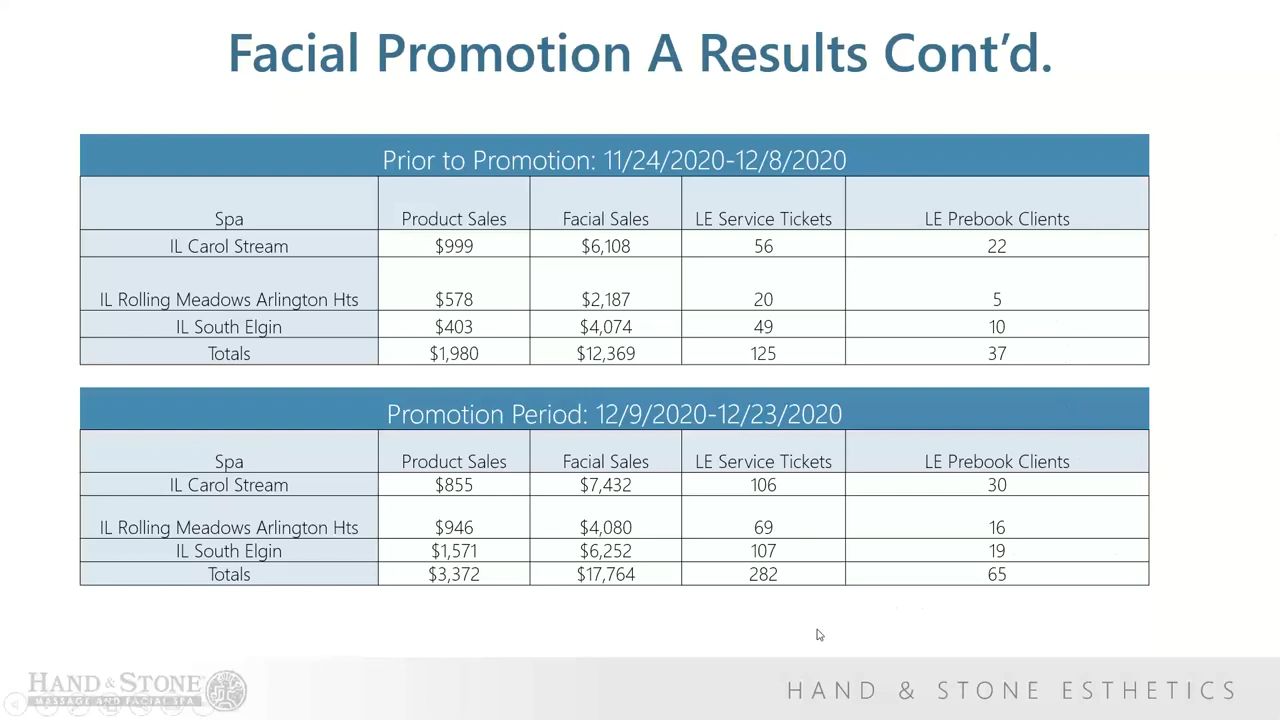 Facial Promotion A Results Cont’d.
Prior to Promotion: 11/24/2020-12/8/2020
Spa Product Sales Facial Sales LE Service Tickets LE Prebook Clients
IL Carol Stream $999 $6,108 56 22
IL Rolling Meadows Arlington Hts $578 $2,187 20 5
IL South Elgin $403 $4,074 49 10
Totals $1,980 $12,369 125 37
Promotion Period: 12/9/2020-12/23/2020
Spa Product Sales Facial Sales LE Service Tickets LE Prebook Clients
IL Carol Stream $855 $7,432 106 30
IL Rolling Meadows Arlington Hts $946 $4,080 69 16
IL South Elgin $1,571 $6,252 107 19
Totals $3,372 $17,764 282 65
HAND & STONE
MASSAGE AND FACIAL SPA
HAND & STONE ESTHETICS